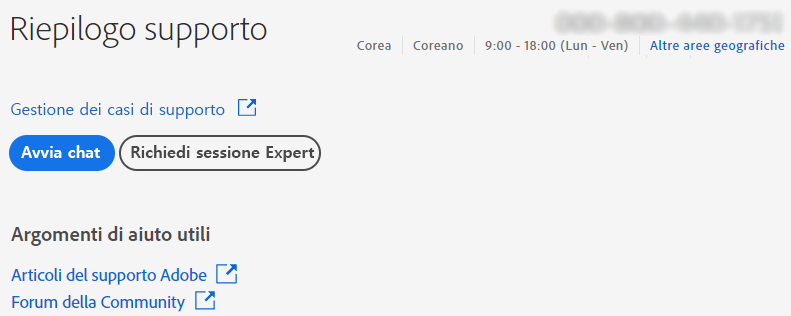 Riepilogo supporto
Corea Coreano 9:00 - 18:00 (Lun - Ven) Altre aree geografiche
Gestione dei casi di supporto
Avvia chat Richiedi sessione Expert
Argomenti di aiuto utili
Articoli del supporto Adobe
Forum della Community